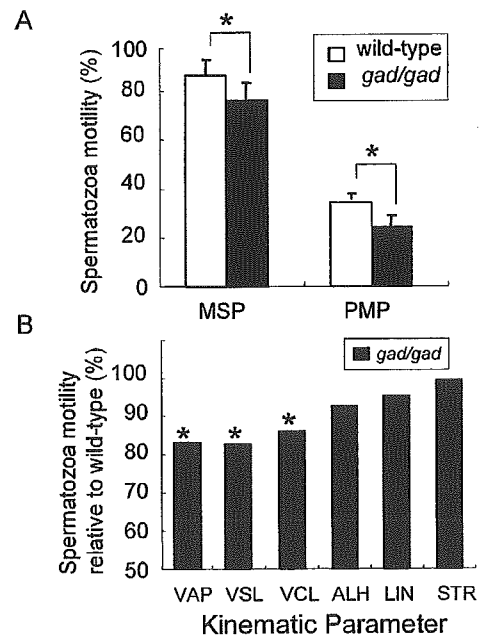 A
Spermatozoa motility (%)
100
80
60
40
20
0
*
*
wild-type
gad/gad
MSP PMP
B
Spermatozoa motility
relative to wild-type (%)
100
90
80
70
60
50
gad/gad
* * *
VAP VSL VCL ALH LIN STR
Kinematic Parameter